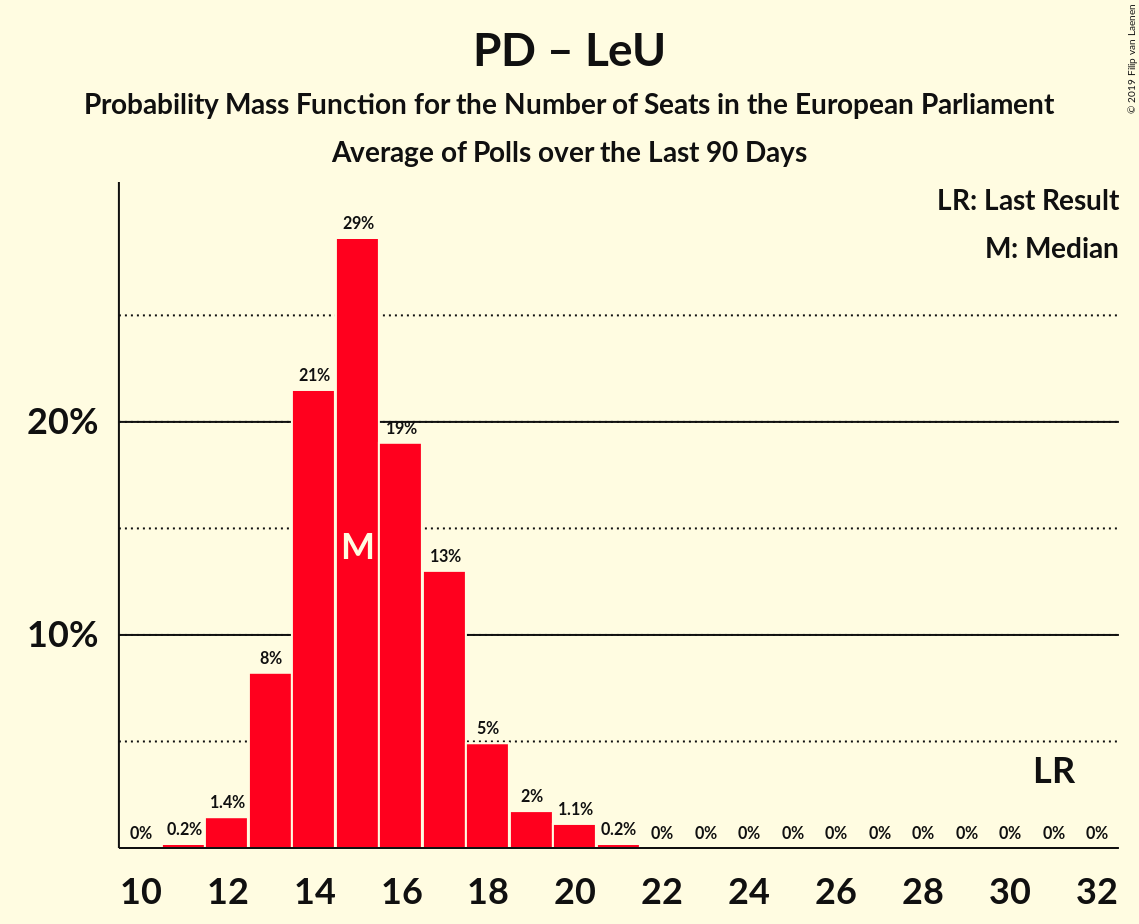 PD – LeU
Probability Mass Function for the Number of Seats in the European Parliament
Average of Polls over the Last 90 Days
© 2019 Filip van Laenen
LR: Last Result
M: Median
29%
21%
20%
19%
M
13%
10%
8%
5%
LR
2%
1.4%
1.1%
0% 0.2% 0.2% 0% 0% 0% 0% 0% 0% 0% 0% 0% 0% 0%
10 12 14 16 18 20 22 24 26 28 30 32